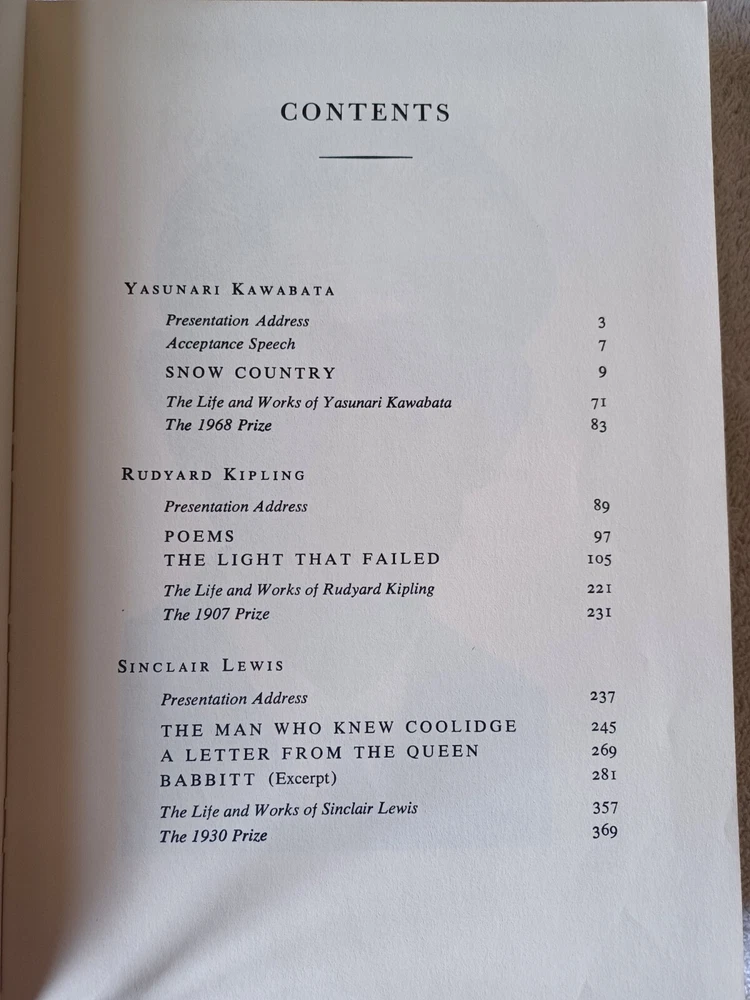 CONTENTS
YASUNARI KAWABATA
Presentation Address 3
Acceptance Speech 7
SNOW COUNTRY 9
The Life and Works of Yasunari Kawabata 71
The 1968 Prize 83
RUDYARD KIPLING
Presentation Address 89
POEMS 97
THE LIGHT THAT FAILED 105
The Life and Works of Rudyard Kipling 221
The 1907 Prize 231
SINCLAIR LEWIS
Presentation Address 237
THE MAN WHO KNEW COOLIDGE 245
A LETTER FROM THE QUEEN 269
BABBITT (Excerpt) 281
The Life and Works of Sinclair Lewis 357
The 1930 Prize 369